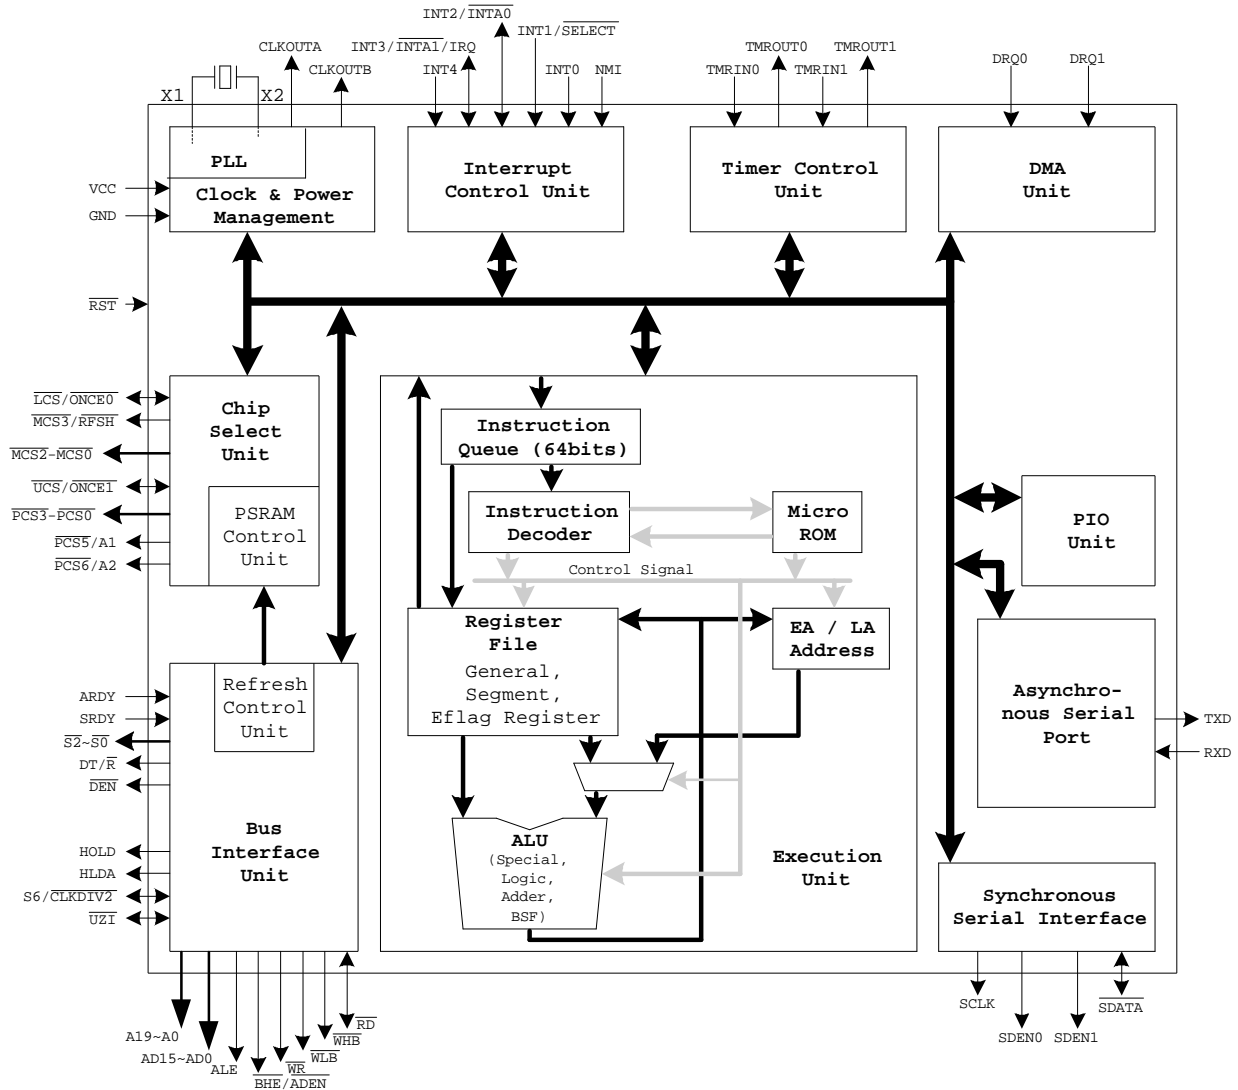 INT2/INTA0
CLKOUTA
INT3/INTA1/IRQ
INT1/SELECT
TMROUT0
TMROUT1
CLKOUTB
INT4
INT0
NMI
TMRIN0
TMRIN1
DRQ0
DRQ1
X1
X2
PLL
Clock & Power
Management
Interrupt
Control Unit
Timer Control
Unit
DMA
Unit
VCC
GND
RST
LCS/ONCE0
MCS3/RFSH
MCS2-MCS0
UCS/ONCE1
PCS3-PCS0
PCS5/A1
PCS6/A2
Chip
Select
Unit
PSRAM
Control
Unit
Instruction
Queue (64bits)
Instruction
Decoder
Micro
ROM
Control Signal
Register
File
General,
Segment,
Eflag Register
EA / LA
Address
PIO
Unit
Asynchro-
nous Serial
Port
TXD
RXD
Refresh
Control
Unit
ARDY
SRDY
S2~S0
DT/R
DEN
HOLD
HLDA
S6/CLKDIV2
UZI
Bus
Interface
Unit
ALU
(Special,
Logic,
Adder,
BSF)
Execution
Unit
Synchronous
Serial Interface
A19~A0
AD15~AD0
ALE
BHE/ADEN
WR
WLB
WHB
RD
SCLK
SDEN0
SDEN1
SDATA